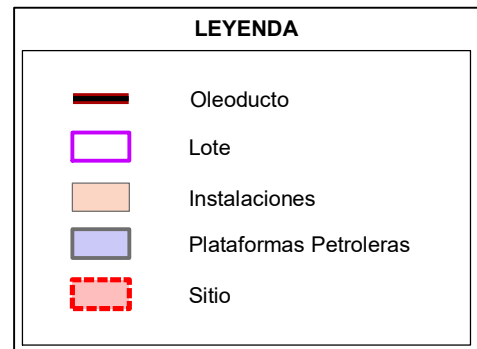 LEYENDA
Oleoducto
Lote
Instalaciones
Plataformas Petroleras
Sitio